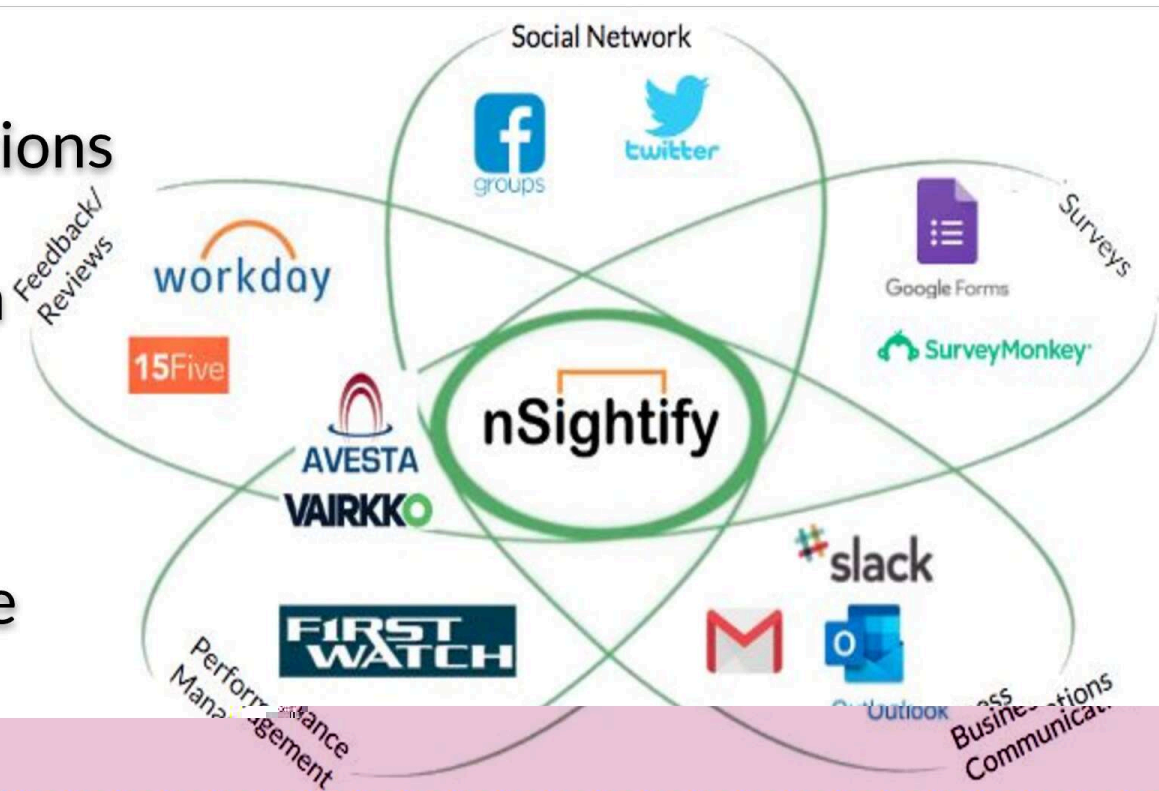 Social Network
ions
groups
twitter
Feedback/
Reviews
workday
Surveys
Google Forms
15Five
SurveyMonkey
nSightify
AVESTA
VAIRKKO
slack
e
F1RST
WATCH
O
Outlook
Performance
Management
Business
Communications